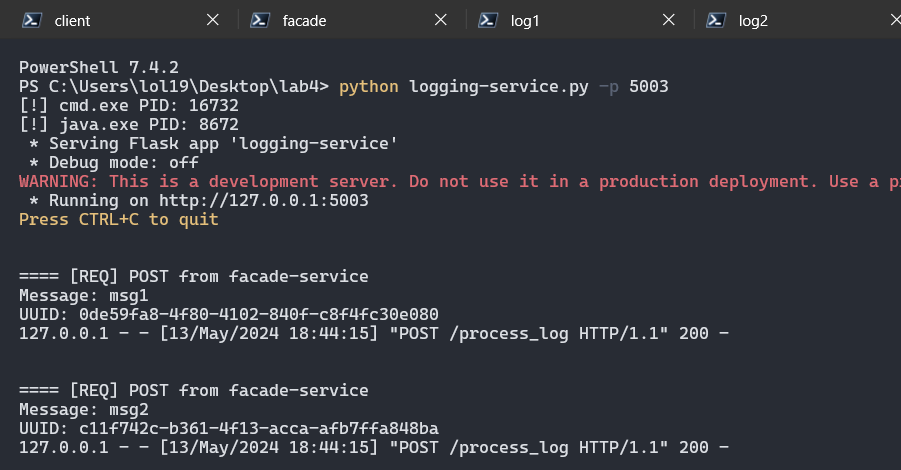 client facade log1 log2
PowerShell 7.4.2
PS C:\Users\lol19\Desktop\lab4> python logging-service.py -p 5003
[!] cmd.exe PID: 16732
[!] java.exe PID: 8672
 * Serving Flask app 'logging-service'
 * Debug mode: off
WARNING: This is a development server. Do not use it in a production deployment. Use a
 * Running on http://127.0.0.1:5003
Press CTRL+C to quit
==== [REQ] POST from facade-service
Message: msg1
UUID: 0de59fa8-4f80-4102-840f-c8f4fc30e080
127.0.0.1 - - [13/May/2024 18:44:15] "POST /process_log HTTP/1.1" 200 -
==== [REQ] POST from facade-service
Message: msg2
UUID: c11f742c-b361-4f13-acca-afb7ffa848ba
127.0.0.1 - - [13/May/2024 18:44:15] "POST /process_log HTTP/1.1" 200 -